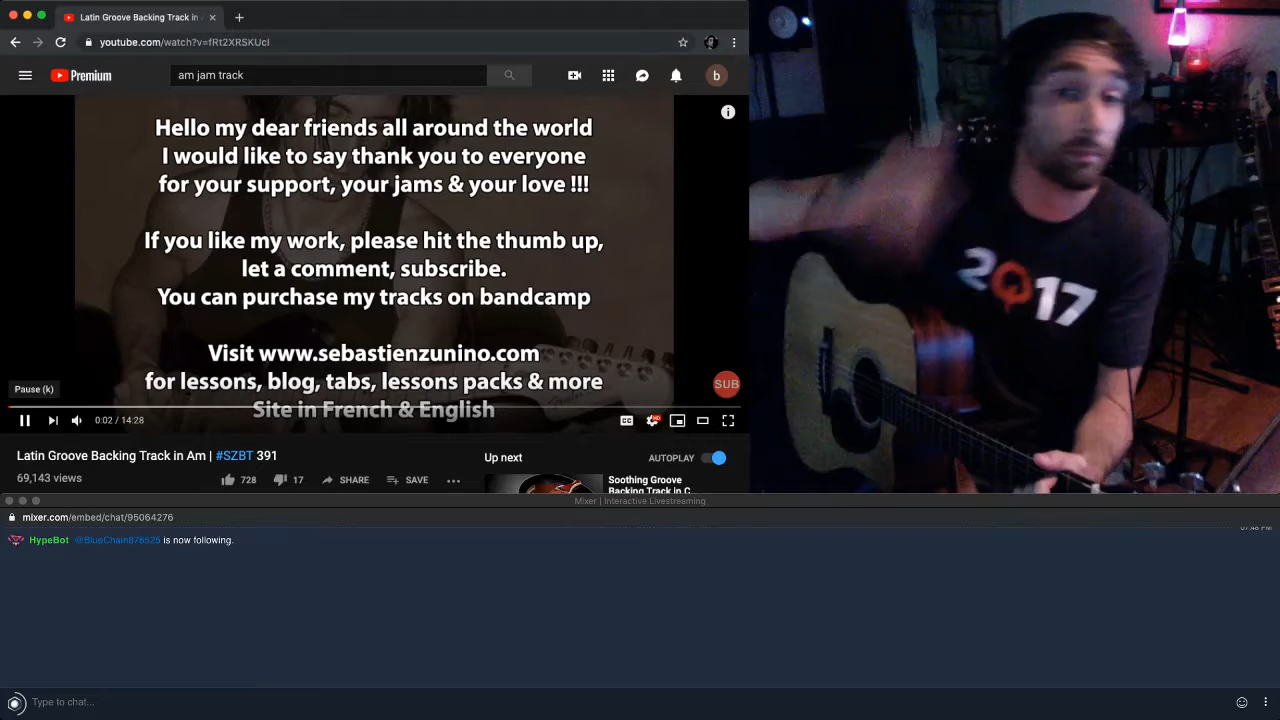 Latin Groove Backing Track in
youtube.com/watch?v=fRt2XRSKUcI
Premium
am jam track
b
Hello my dear friends all around the world
I would like to say thank you to everyone
for your support, your jams & your love !!!
If you like my work, please hit the thumb up,
let a comment, subscribe.
You can purchase my tracks on bandcamp
Visit www.sebastienzunino.com
for lessons, blog, tabs, lessons packs & more
Site in French & English
Pause (k)
SUB
0:02 / 14:28
CC
HD
Latin Groove Backing Track in Am | #SZBT 391
69,143 views
728
17
SHARE
SAVE
Up next
AUTOPLAY
Soothing Groove
Backing Track in C
2017
Mixer | Interactive Livestreaming
mixer.com/embed/chat/95064276
07:48 PM
HypeBot @BlueChain876525 is now following.
Type to chat...